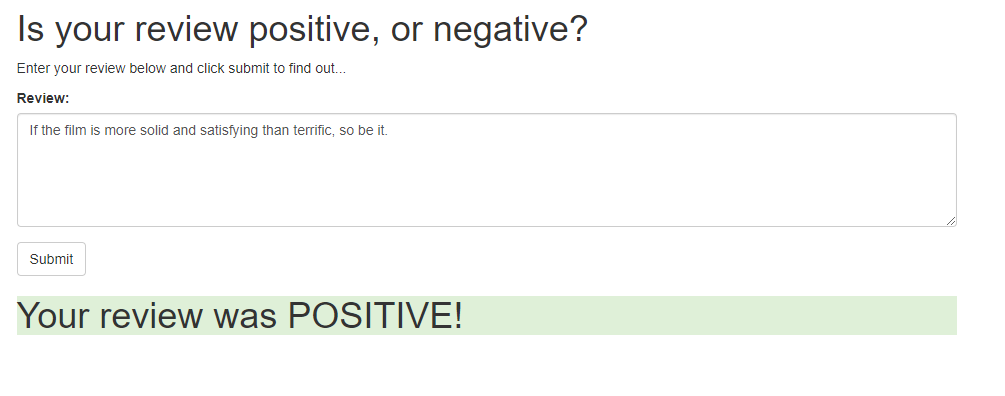 Is your review positive, or negative?
Enter your review below and click submit to find out...
Review:
If the film is more solid and satisfying than terrific, so be it.
Submit
Your review was POSITIVE!